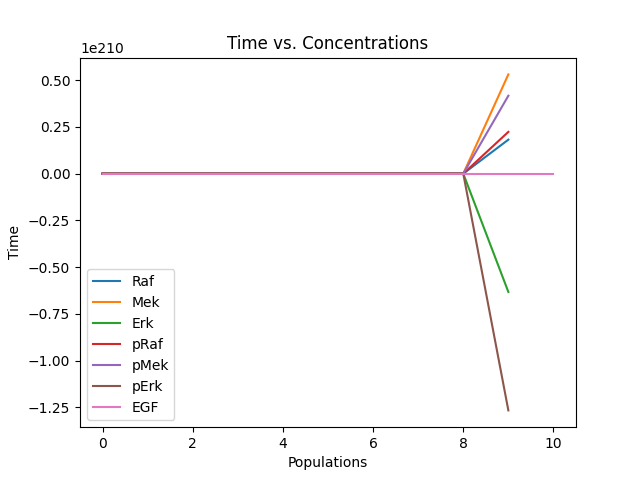 Time vs. Concentrations
1e210
0.50
0.25
0.00
−0.25
−0.50
−0.75
−1.00
−1.25
Time
Raf
Mek
Erk
pRaf
pMek
pErk
EGF
0 2 4 6 8 10
Populations